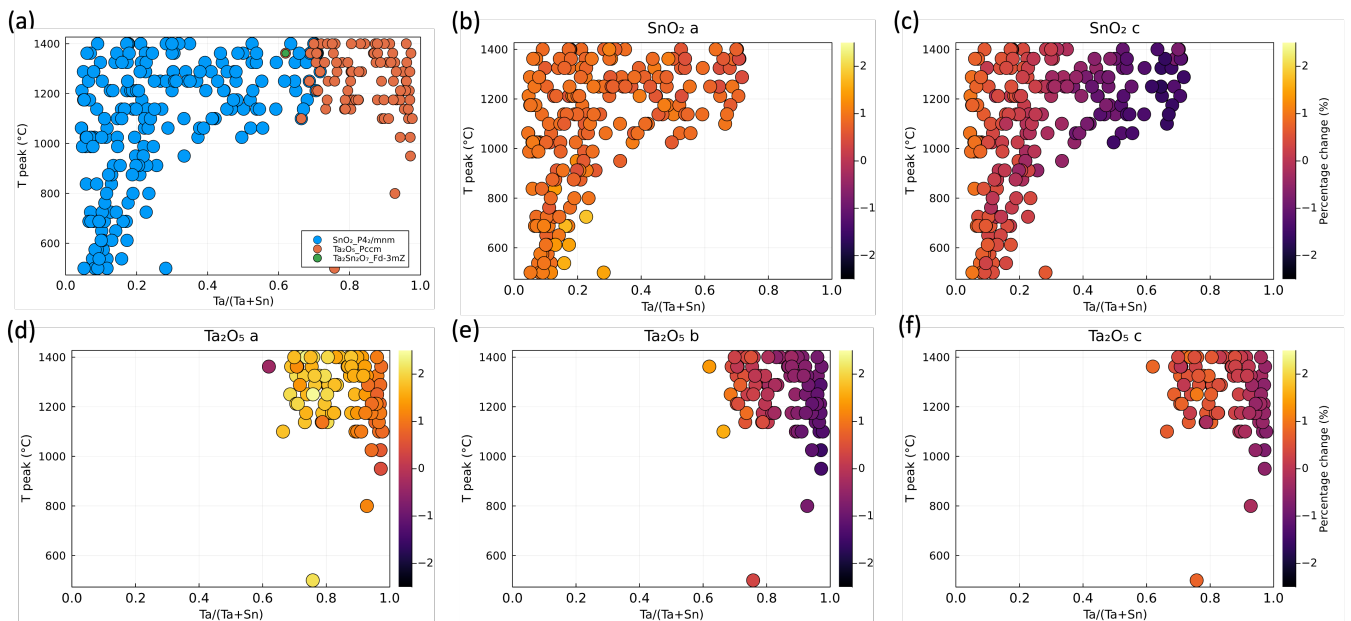 (a)
1400
1200
1000
800
600
T peak (°C)
0.0 0.2 0.4 0.6 0.8 1.0
Ta/(Ta+Sn)
SnO₂_P4₂/mnm
Ta₂O₅_Pccm
Ta₂Sn₂O₇_Fd-3mZ
(b)
SnO₂ a
1400
1200
1000
800
600
T peak (°C)
0.0 0.2 0.4 0.6 0.8 1.0
Ta/(Ta+Sn)
2
1
0
−1
−2
(c)
SnO₂ c
1400
1200
1000
800
600
T peak (°C)
0.0 0.2 0.4 0.6 0.8 1.0
Ta/(Ta+Sn)
2
1
0
−1
−2
Percentage change (%)
(d)
Ta₂O₅ a
1400
1200
1000
800
600
T peak (°C)
0.0 0.2 0.4 0.6 0.8 1.0
Ta/(Ta+Sn)
2
1
0
−1
−2
(e)
Ta₂O₅ b
1400
1200
1000
800
600
T peak (°C)
0.0 0.2 0.4 0.6 0.8 1.0
Ta/(Ta+Sn)
2
1
0
−1
−2
(f)
Ta₂O₅ c
1400
1200
1000
800
600
T peak (°C)
0.0 0.2 0.4 0.6 0.8 1.0
Ta/(Ta+Sn)
2
1
0
−1
−2
Percentage change (%)